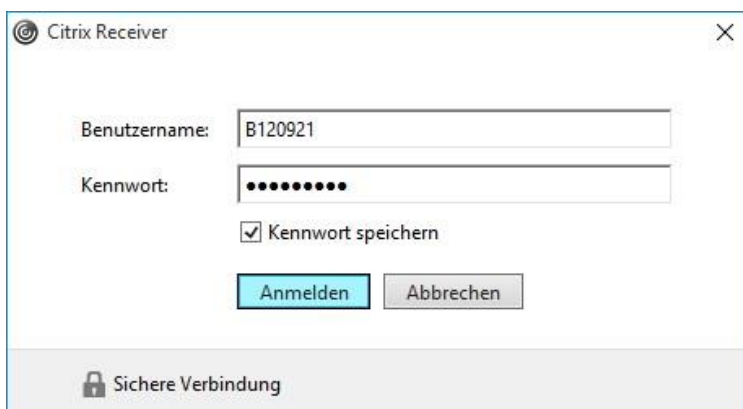 Citrix Receiver
Benutzername: B120921
Kennwort: •••••••••
Kennwort speichern
Anmelden Abbrechen
Sichere Verbindung